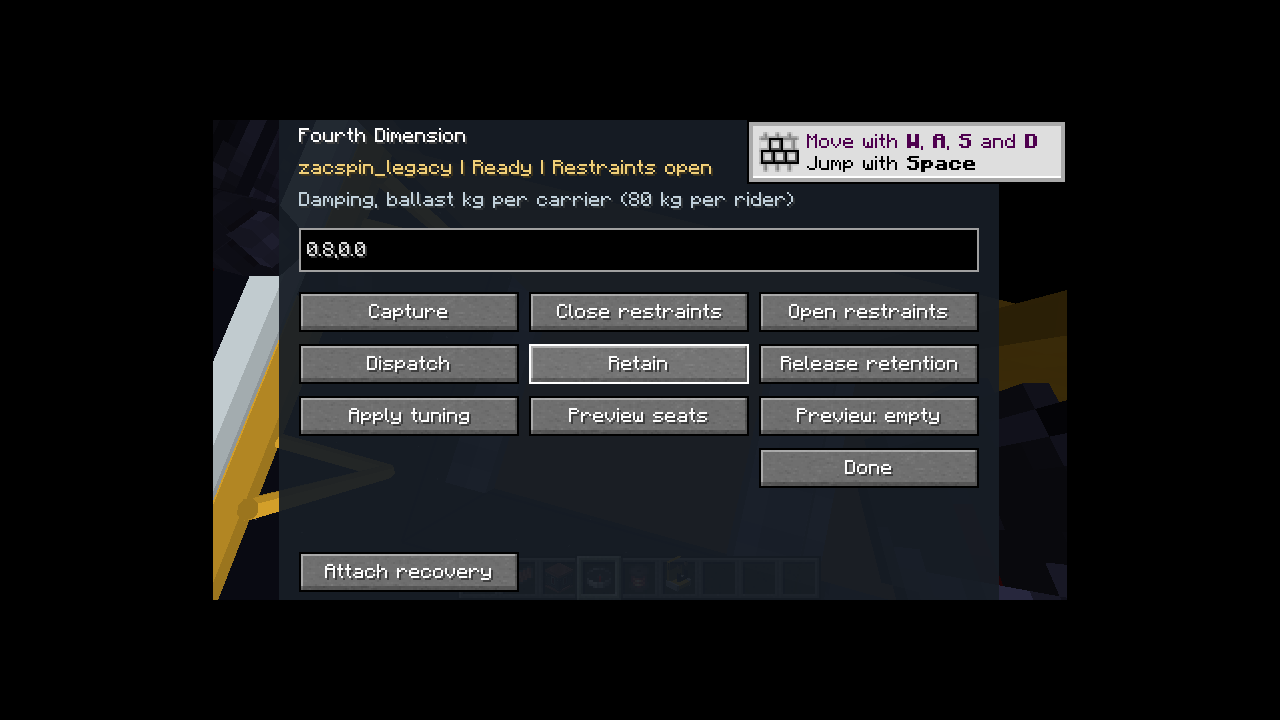 Fourth Dimension
Move with W, A, S and D
Jump with Space
zacspin_legacy | Ready | Restraints open
Damping, ballast kg per carrier (80 kg per rider)
0.8,0.0
Capture
Close restraints
Open restraints
Dispatch
Retain
Release retention
Apply tuning
Preview seats
Preview: empty
Done
Attach recovery